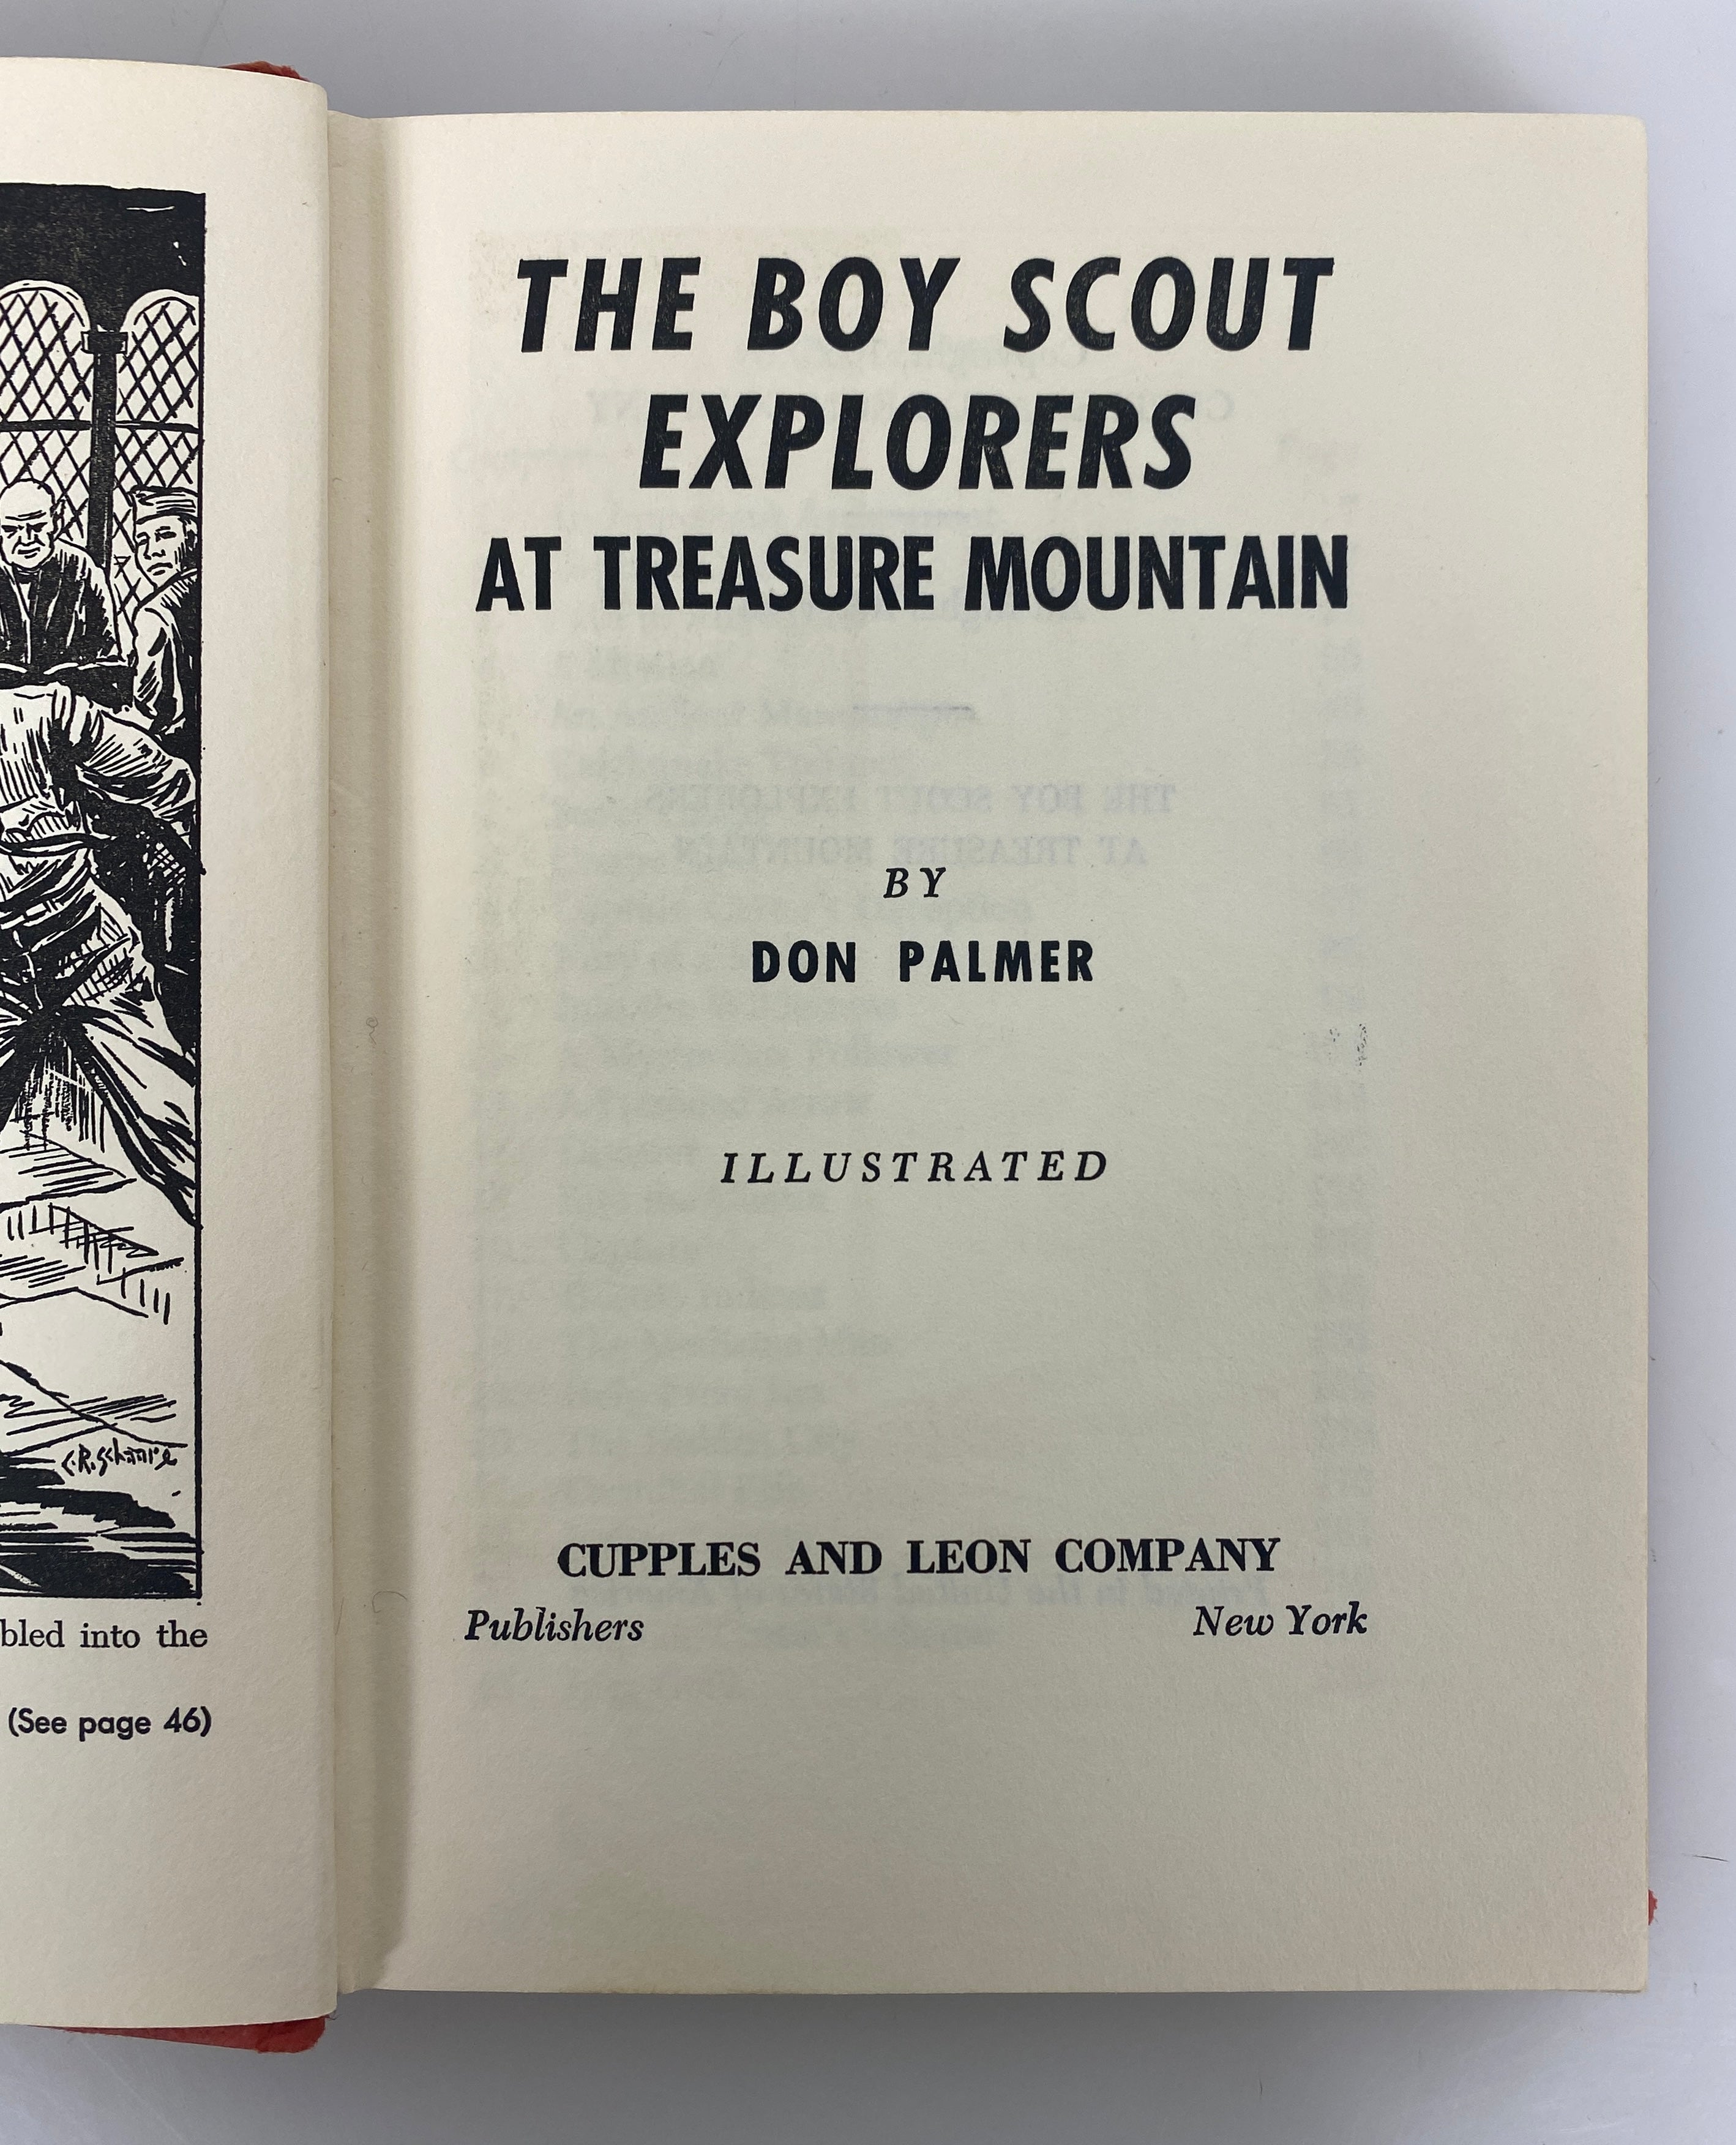 C.R.Schaare
bled into the
(See page 46)
THE BOY SCOUT
EXPLORERS
AT TREASURE MOUNTAIN
BY
DON PALMER
ILLUSTRATED
CUPPLES AND LEON COMPANY
Publishers New York